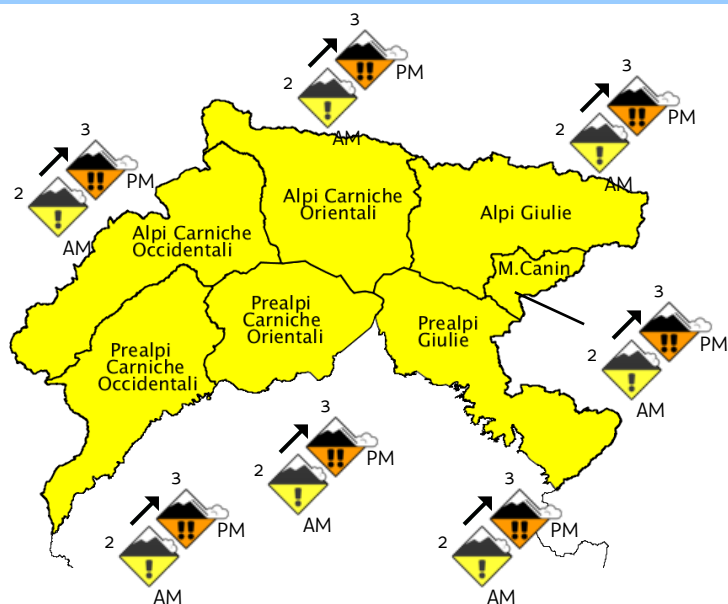 3
2
PM
AM
3
2
PM
AM
3
2
PM
AM
Alpi Carniche
Orientali
Alpi Giulie
Alpi Carniche
Occidentali
M.Canin
Prealpi
Carniche
Orientali
Prealpi
Giulie
3
2
PM
AM
Prealpi
Carniche
Occidentali
3
2
PM
AM
3
2
PM
AM
3
2
PM
AM